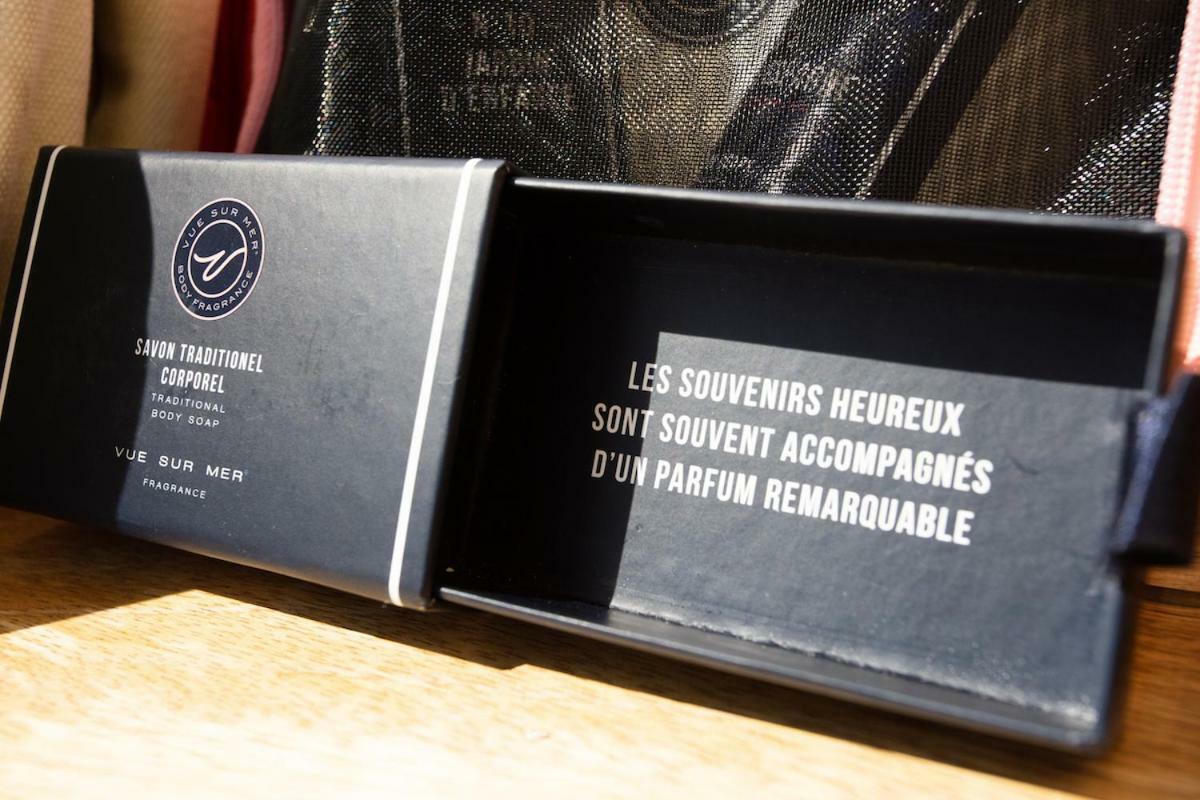 VUE SUR MER
BODY FRAGRANCE
SAVON TRADITIONEL
CORPOREL
TRADITIONAL
BODY SOAP
VUE SUR MER
FRAGRANCE
LES SOUVENIRS HEUREUX
SONT SOUVENT ACCOMPAGNÉS
D'UN PARFUM REMARQUABLE